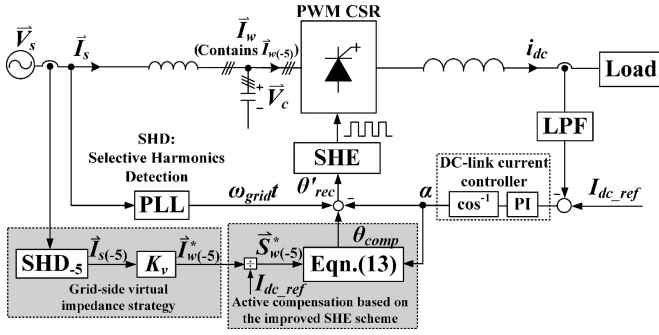 PWM CSR
V⃗s
I⃗s
I⃗w
(Contains I⃗w(-5))
+
V⃗c
-
idc
Load
LPF
SHD:
Selective Harmonics
Detection
SHE
θ'rec
DC-link current
controller
PLL
ωgridt
-
α
cos-1
PI
-
Idc_ref
SHD-5
I⃗s(-5)
Kv
I⃗*w(-5)
÷
S⃗*w(-5)
θcomp
Eqn.(13)
Idc_ref
Grid-side virtual
impedance strategy
Active compensation based on
the improved SHE scheme